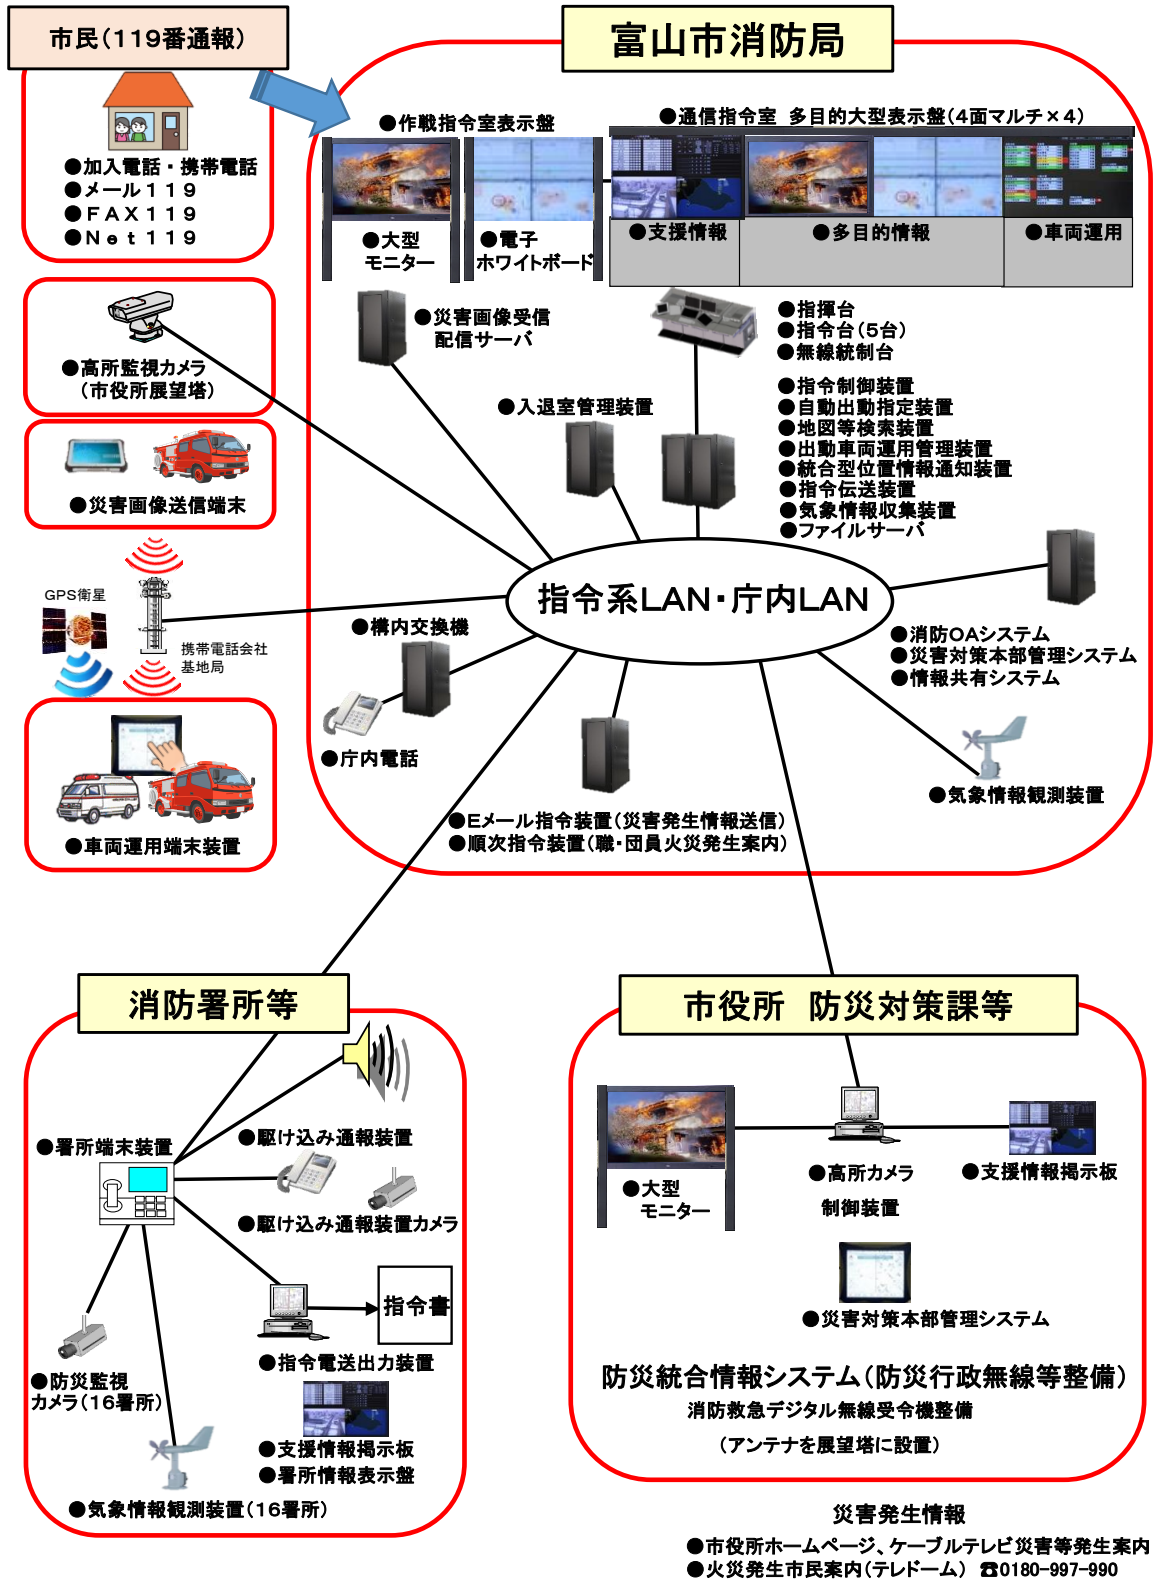 市民（119番通報）
富山市消防局
●加入電話・携帯電話
●メール１１９
●ＦＡＸ１１９
●Ｎｅｔ１１９
●作戦指令室表示盤
●通信指令室　多目的大型表示盤（4面マルチ×4）
●大型
モニター
●電子
ホワイトボード
●支援情報
●多目的情報
●車両運用
●高所監視カメラ
（市役所展望塔）
●災害画像送信端末
GPS衛星
携帯電話会社
基地局
●車両運用端末装置
●災害画像受信
配信サーバ
●指揮台
●指令台（5台）
●無線統制台
●入退室管理装置
●指令制御装置
●自動出動指定装置
●地図等検索装置
●出動車両運用管理装置
●統合型位置情報通知装置
●指令伝送装置
●気象情報収集装置
●ファイルサーバ
指令系LAN・庁内LAN
●構内交換機
●庁内電話
●消防OAシステム
●災害対策本部管理システム
●情報共有システム
●気象情報観測装置
●Eメール指令装置（災害発生情報送信）
●順次指令装置（職・団員火災発生案内）
消防署所等
●署所端末装置
●駆け込み通報装置
●駆け込み通報装置カメラ
指令書
●指令電送出力装置
●防災監視
カメラ（16署所）
●支援情報掲示板
●署所情報表示盤
●気象情報観測装置（16署所）
市役所　防災対策課等
●大型
モニター
●高所カメラ
制御装置
●支援情報掲示板
●災害対策本部管理システム
防災統合情報システム（防災行政無線等整備）
消防救急デジタル無線受令機整備
（アンテナを展望塔に設置）
災害発生情報
●市役所ホームページ、ケーブルテレビ災害等発生案内
●火災発生市民案内（テレドーム）　☎0180-997-990